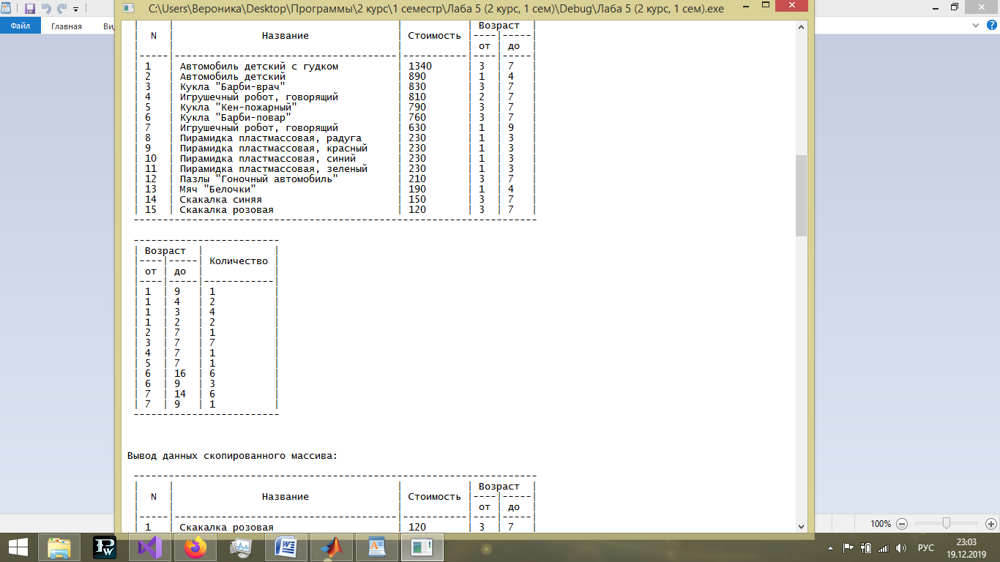 C:\Users\Вероника\Desktop\Программы\2 курс\1 семестр\Лаба 5 (2 курс, 1 сем)\Debug\Лаба 5 (2 курс, 1 сем).exe
Файл Главная
| N | Название | Стоимость | Возраст |
| от | до |
| 1 | Автомобиль детский с гудком | 1340 | 3 | 7 |
| 2 | Автомобиль детский | 890 | 1 | 4 |
| 3 | Кукла "Барби-врач" | 830 | 3 | 7 |
| 4 | Игрушечный робот, говорящий | 810 | 2 | 7 |
| 5 | Кукла "Кен-пожарный" | 790 | 3 | 7 |
| 6 | Кукла "Барби-повар" | 760 | 3 | 7 |
| 7 | Игрушечный робот, говорящий | 630 | 1 | 9 |
| 8 | Пирамидка пластмассовая, радуга | 230 | 1 | 3 |
| 9 | Пирамидка пластмассовая, красный | 230 | 1 | 3 |
| 10 | Пирамидка пластмассовая, синий | 230 | 1 | 3 |
| 11 | Пирамидка пластмассовая, зеленый | 230 | 1 | 3 |
| 12 | Пазлы "Гоночный автомобиль" | 210 | 3 | 7 |
| 13 | Мяч "Белочки" | 190 | 1 | 4 |
| 14 | Скакалка синяя | 150 | 3 | 7 |
| 15 | Скакалка розовая | 120 | 3 | 7 |
| Возраст | Количество |
| от | до |
| 1 | 9 | 1 |
| 1 | 4 | 2 |
| 1 | 3 | 4 |
| 1 | 2 | 2 |
| 2 | 7 | 1 |
| 3 | 7 | 7 |
| 4 | 7 | 1 |
| 5 | 7 | 1 |
| 6 | 16 | 6 |
| 6 | 9 | 3 |
| 7 | 14 | 6 |
| 7 | 9 | 1 |
Вывод данных скопированного массива:
| N | Название | Стоимость | Возраст |
| от | до |
| 1 | Скакалка розовая | 120 | 3 | 7 |
100%
РУС
23:03
19.12.2019